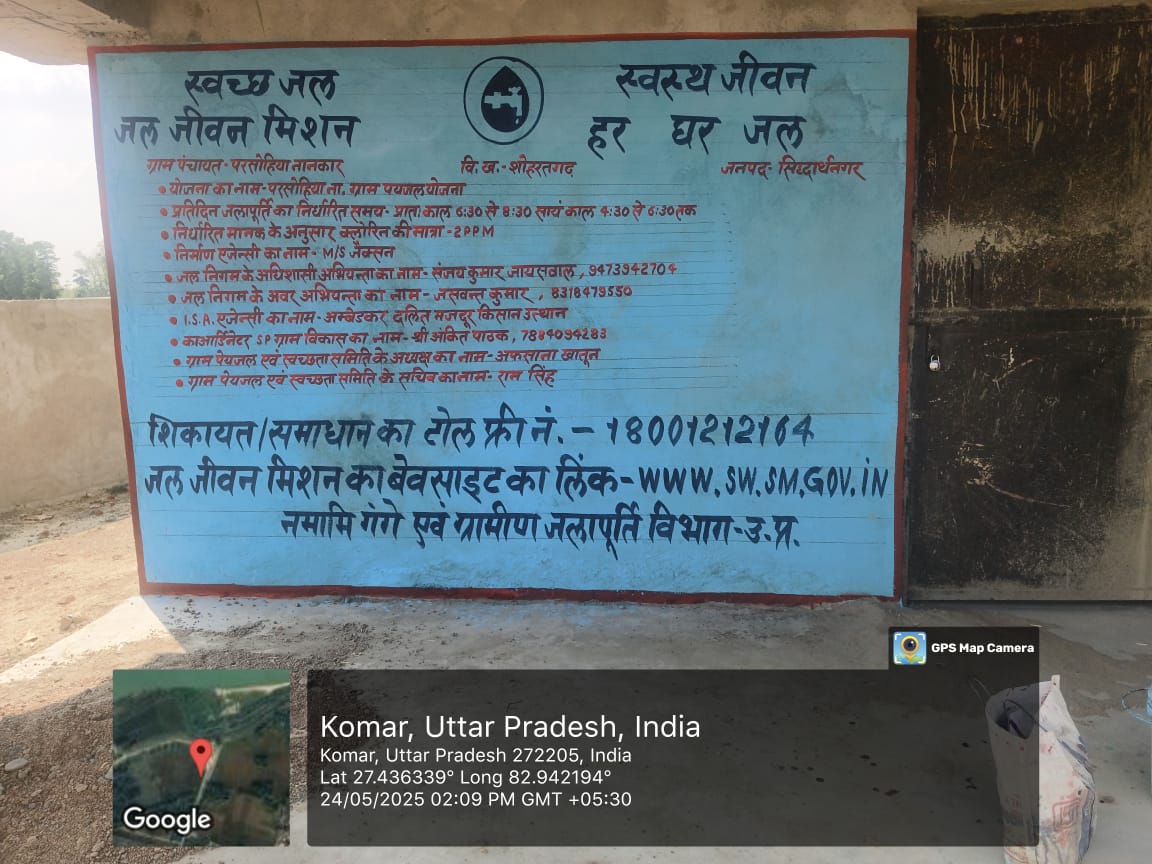 स्वच्छ जल
स्वस्थ जीवन
जल जीवन मिशन
हर घर जल
ग्राम पंचायत- परसोहिया नानकार वि. ख.- शोहरतगढ जनपद- सिद्धार्थनगर
• योजना का नाम- परसोहिया ना. ग्राम पेयजल योजना
• प्रतिदिन जलापूर्ति का निर्धारित समय- प्रातः काल 6:30 से 8:30 सायं काल 4:30 से 6:30 तक
• निर्धारित मानक के अनुसार क्लोरिन की मात्रा - 2PPM
• निर्माण एजेन्सी का नाम- M/S जैक्सन
• जल निगम के अधिशासी अभियन्ता का नाम- संजय कुमार जायसवाल , 9473942704
• जल निगम के अवर अभियन्ता का नाम- जसवन्त कुमार , 8318479550
• I.S.A. एजेन्सी का नाम- अम्बेडकर दलित मजदूर किसान उस्थान
• काआर्डिनेटर SP ग्राम विकास का नाम- श्री अंकित पाठक , 7884094283
• ग्राम पेयजल एवं स्वच्छता समिति के अध्यक्ष का नाम- अफसाना खातून
• ग्राम पेयजल एवं स्वच्छता समिति के सचिव का नाम- राम सिंह
शिकायत/समाधान का टोल फ्री नं. - 18001212164
जल जीवन मिशन का बेवसाइट का लिंक- WWW.SW.SM.GOV.iN
नमामि गंगे एवं ग्रामीण जलापूर्ति विभाग- उ.प्र.
GPS Map Camera
Komar, Uttar Pradesh, India
Komar, Uttar Pradesh 272205, India
Lat 27.436339° Long 82.942194°
24/05/2025 02:09 PM GMT +05:30
Google